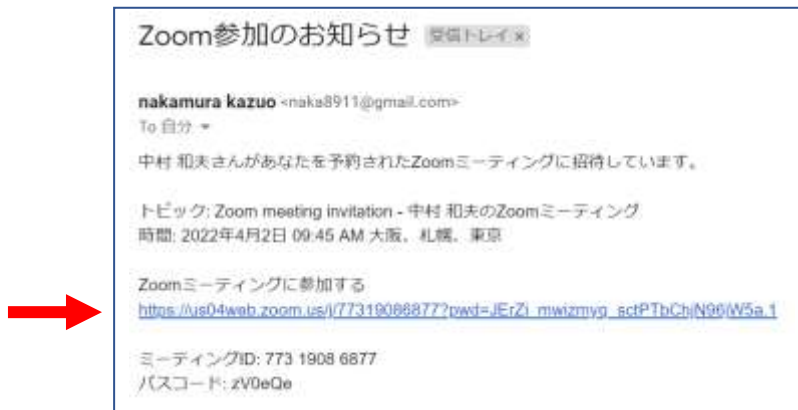 Zoom参加のお知らせ 受信トレイ ×
nakamura kazuo <naka8911@gmail.com>
To 自分
中村 和夫さんがあなたを予約されたZoomミーティングに招待しています。
トピック: Zoom meeting invitation - 中村 和夫のZoomミーティング
時間: 2022年4月2日 09:45 AM 大阪、札幌、東京
Zoomミーティングに参加する
https://us04web.zoom.us/j/77319086877?pwd=JErZi_mwizmyg_sctPTbChjN96jW5a.1
ミーティングID: 773 1908 6877
パスコード: zV0eQe